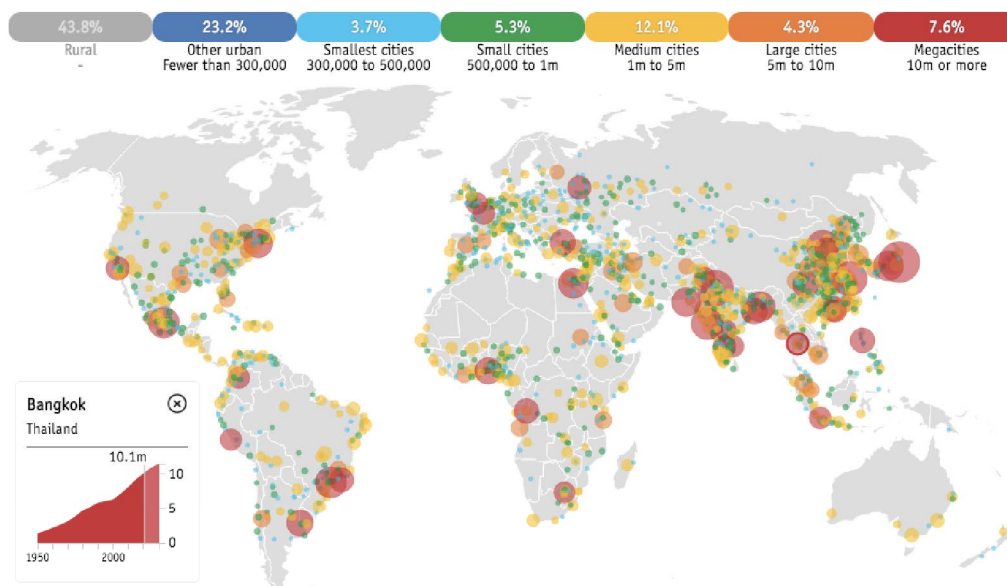 43.8% 23.2% 3.7% 5.3% 12.1% 4.3% 7.6%
Rural Other urban Smallest cities Small cities Medium cities Large cities Megacities
- Fewer than 300,000 300,000 to 500,000 500,000 to 1m 1m to 5m 5m to 10m 10m or more
Bangkok
Thailand
10.1m
10
5
0
1950 2000